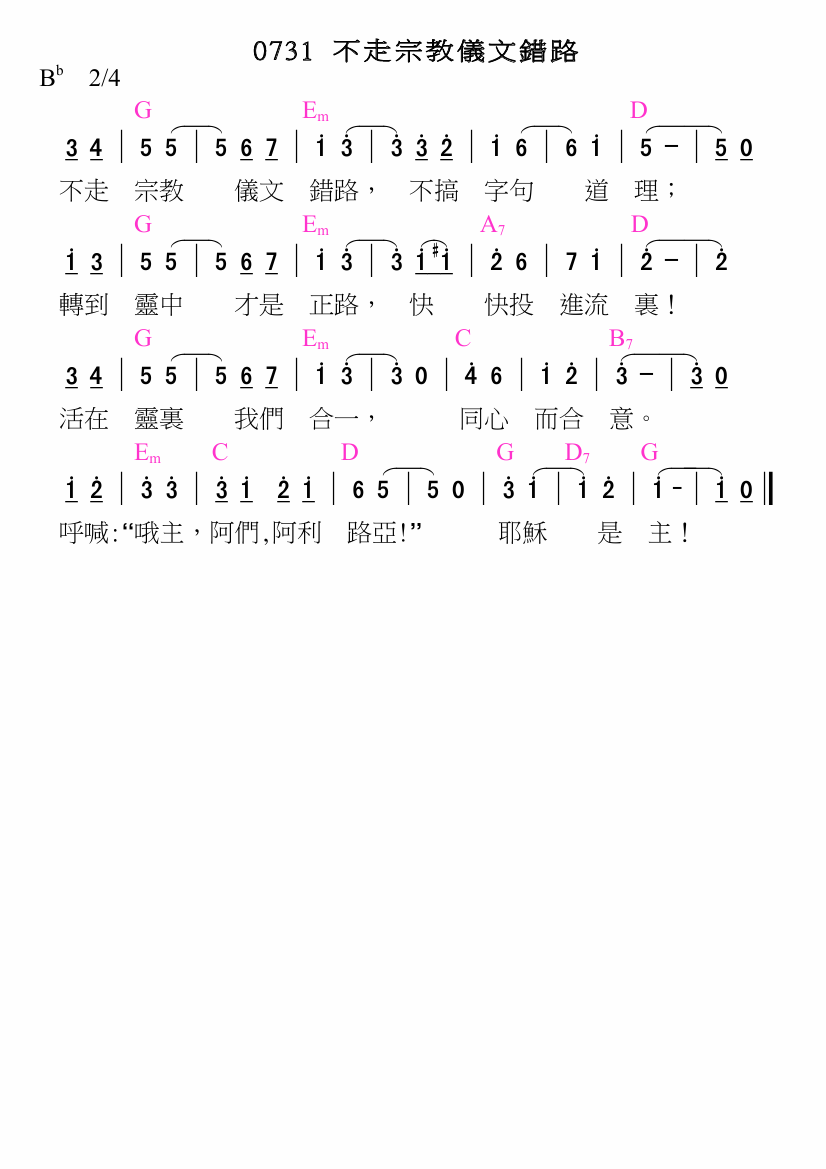 0731 不走宗教儀文錯路
Bb 2/4
G Em D
3 4 | 5 5 | 5 6 7 | i 3̇ | 3̇ 3̇ 2̇ | i 6 | 6 i | 5 - | 5 0
不走 宗教 儀文 錯路， 不搞 字句 道 理；
G Em A7 D
i 3 | 5 5 | 5 6 7 | i 3̇ | 3̇ i #i | 2̇ 6 | 7 i | 2̇ - | 2̇
轉到 靈中 才是 正路， 快 快投 進流 裏！
G Em C B7
3 4 | 5 5 | 5 6 7 | i 3̇ | 3̇ 0 | 4̇ 6 | i 2̇ | 3̇ - | 3̇ 0
活在 靈裏 我們 合一， 同心 而合 意。
Em C D G D7 G
i 2̇ | 3̇ 3̇ | 3̇ i 2̇ i | 6 5 | 5 0 | 3̇ i | i 2̇ | i - | i 0
呼喊:“哦主，阿們,阿利 路亞!” 耶穌 是 主！